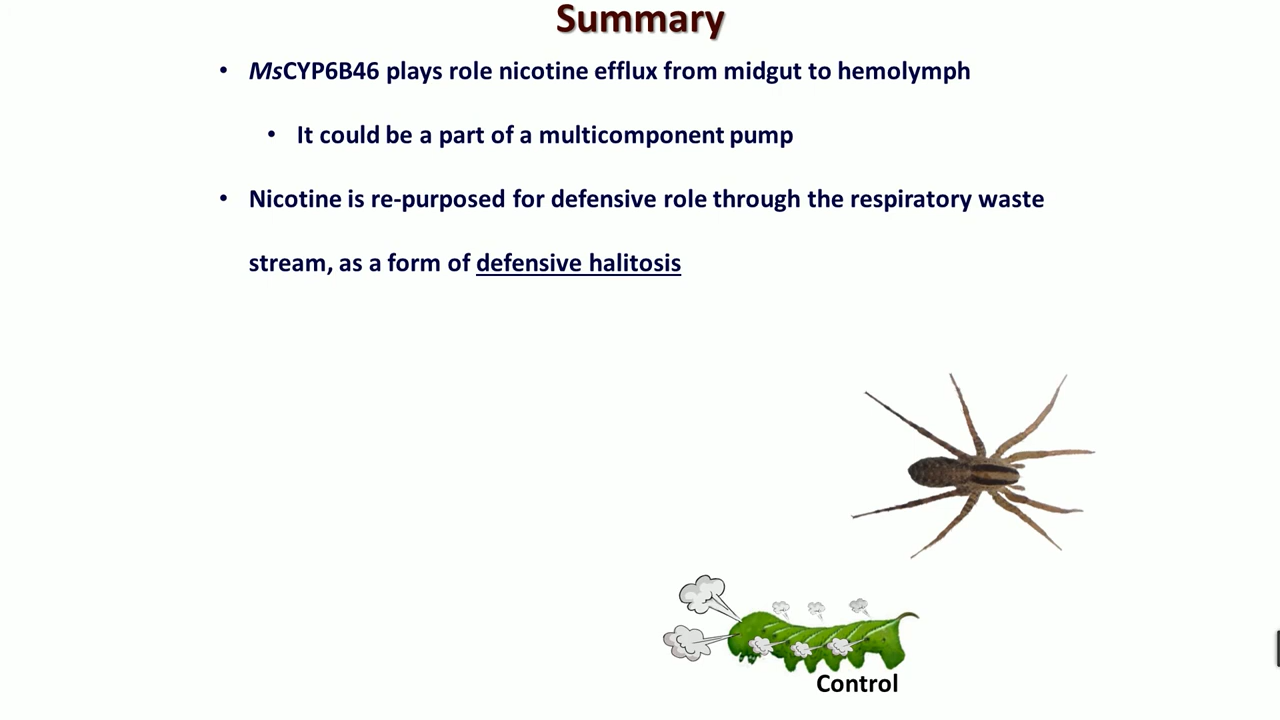 Summary
• MsCYP6B46 plays role nicotine efflux from midgut to hemolymph
• It could be a part of a multicomponent pump
• Nicotine is re-purposed for defensive role through the respiratory waste
stream, as a form of defensive halitosis
Control